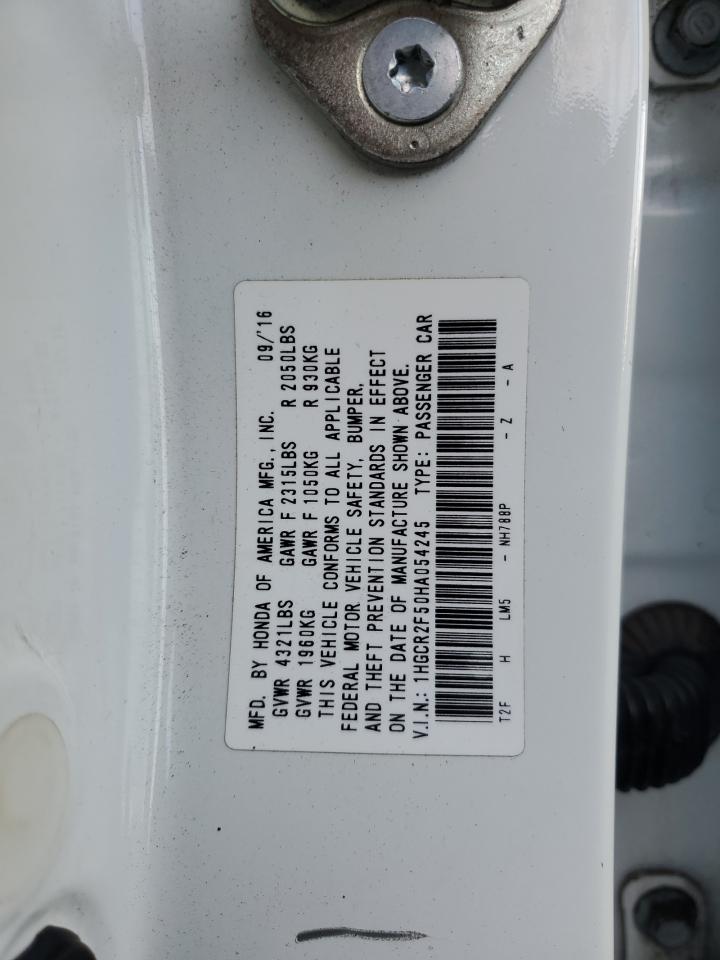 MFD. BY HONDA OF AMERICA MFG., INC. 09/'16
GVWR 4321LBS GAWR F 2315LBS R 2050LBS
GVWR 1960KG GAWR F 1050KG R 930KG
THIS VEHICLE CONFORMS TO ALL APPLICABLE
FEDERAL MOTOR VEHICLE SAFETY, BUMPER,
AND THEFT PREVENTION STANDARDS IN EFFECT
ON THE DATE OF MANUFACTURE SHOWN ABOVE.
V.I.N.: 1HGCR2F50HA054245 TYPE: PASSENGER CAR
T2F H LM5 - NH788P - Z - A